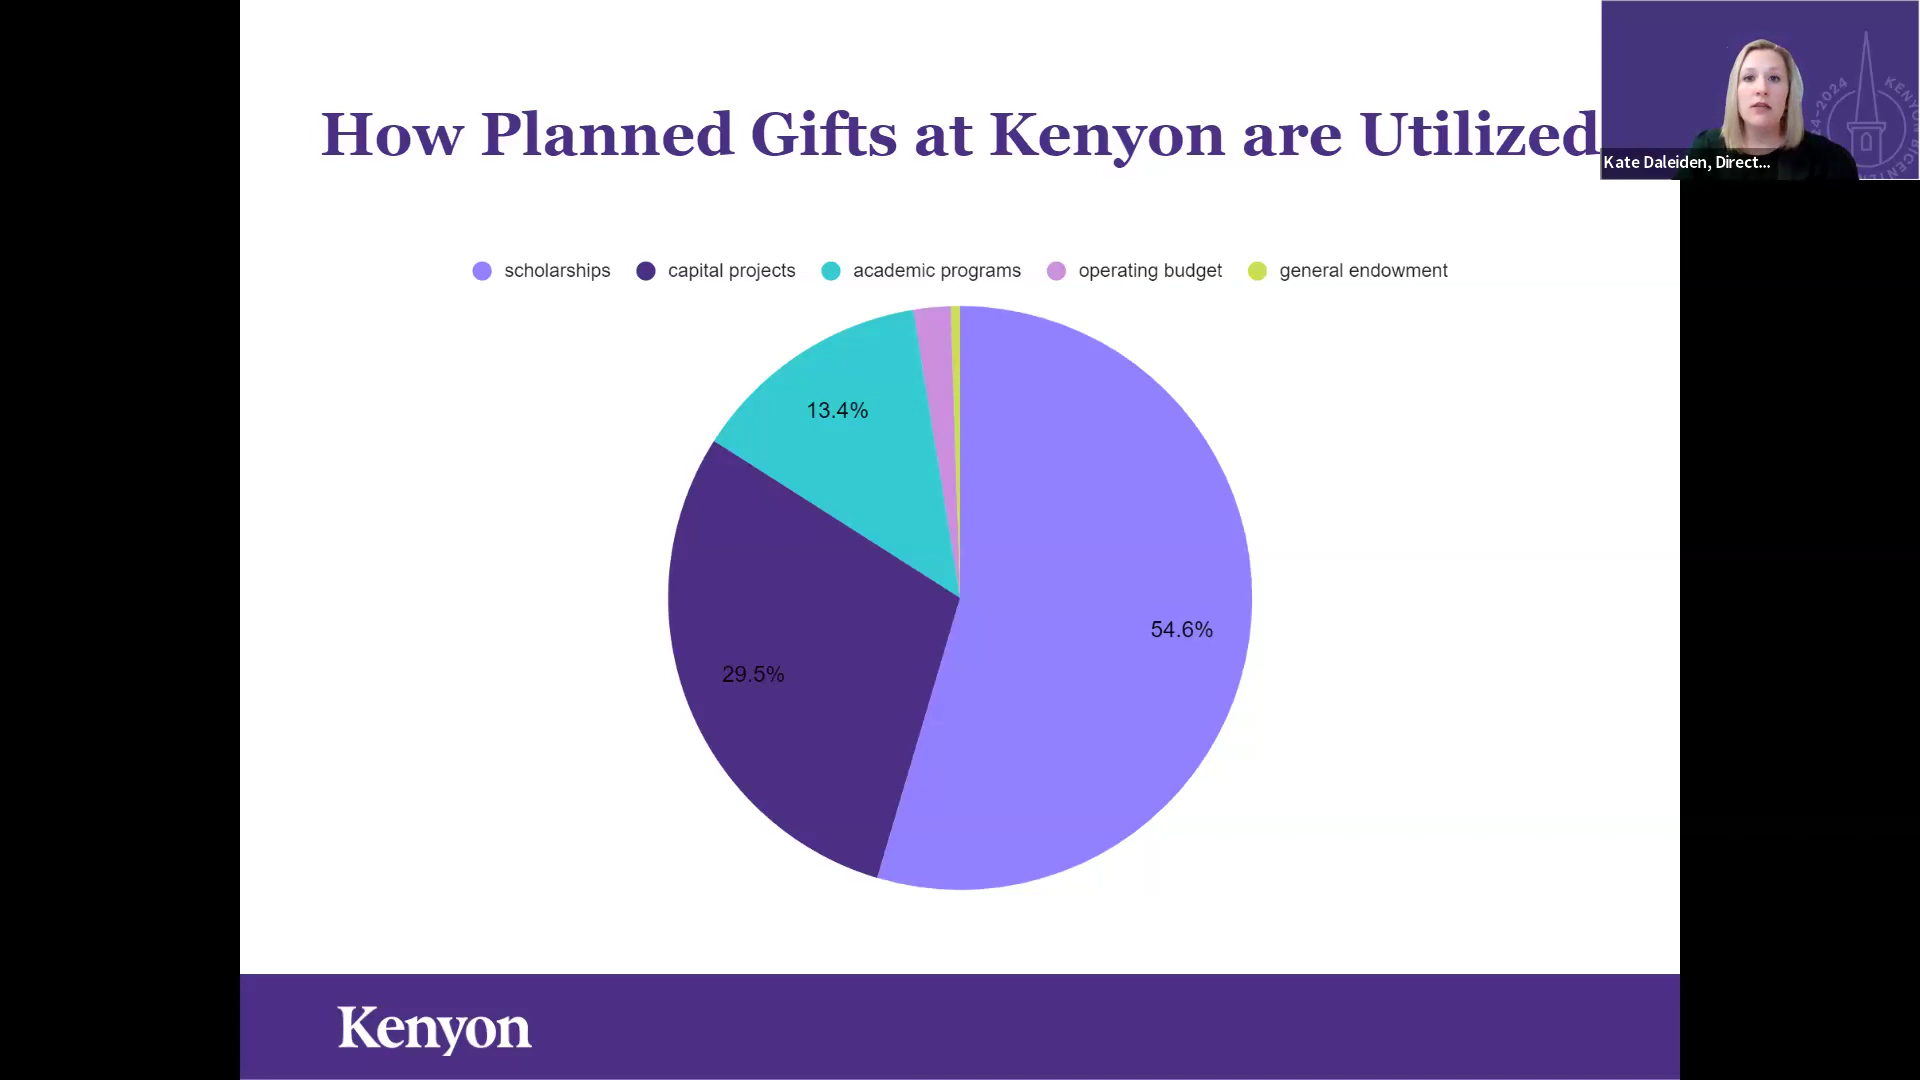 How Planned Gifts at Kenyon are Utilized
Kate Daleiden, Direct...
scholarships
capital projects
academic programs
operating budget
general endowment
13.4%
54.6%
29.5%
Kenyon